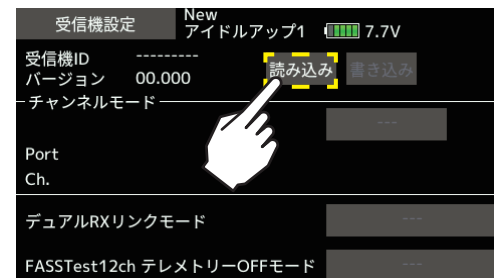 受信機設定
New
アイドルアップ1 7.7V
受信機ID ---------
バージョン 00.000
読み込み 書き込み
チャンネルモード
---
Port
Ch.
デュアルRXリンクモード ---
FASSTest12ch テレメトリーOFFモード ---